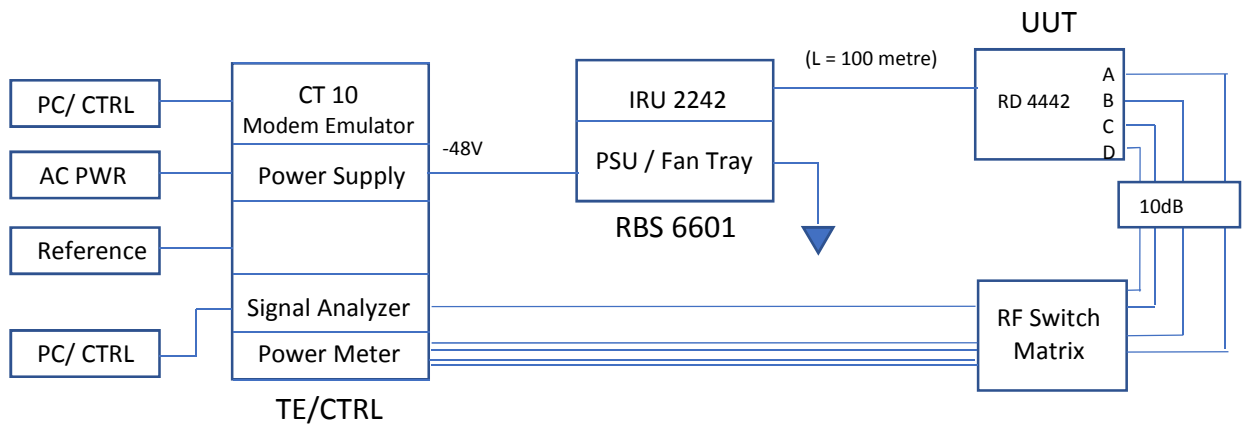 UUT
(L = 100 metre)
PC/ CTRL
CT 10
Modem Emulator
IRU 2242
RD 4442
A
B
C
D
-48V
AC PWR
Power Supply
PSU / Fan Tray
10dB
RBS 6601
Reference
Signal Analyzer
RF Switch
Matrix
PC/ CTRL
Power Meter
TE/CTRL